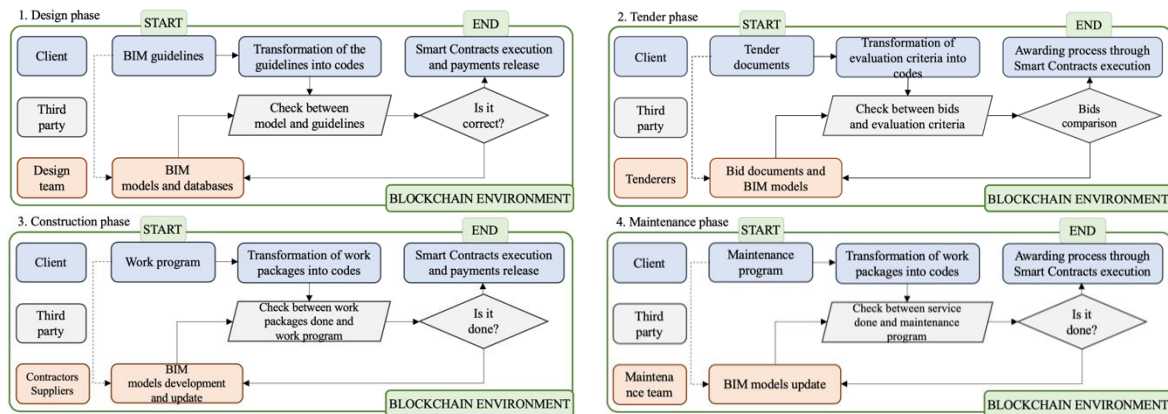 1. Design phase
START
END
Client
BIM guidelines
Transformation of the
guidelines into codes
Smart Contracts execution
and payments release
Third
party
Check between
model and guidelines
Is it
correct?
Design
team
BIM
models and databases
BLOCKCHAIN ENVIRONMENT
2. Tender phase
START
END
Client
Tender
documents
Transformation of
evaluation criteria into
codes
Awarding process through
Smart Contracts execution
Third
party
Check between bids
and evaluation criteria
Bids
comparison
Tenderers
Bid documents and
BIM models
BLOCKCHAIN ENVIRONMENT
3. Construction phase
START
END
Client
Work program
Transformation of work
packages into codes
Smart Contracts execution
and payments release
Third
party
Check between work
packages done and
work program
Is it
done?
Contractors
Suppliers
BIM
models development
and update
BLOCKCHAIN ENVIRONMENT
4. Maintenance phase
START
END
Client
Maintenance
program
Transformation of work
packages into codes
Awarding process through
Smart Contracts execution
Third
party
Check between service
done and maintenance
program
Is it
done?
Maintena
nce team
BIM models update
BLOCKCHAIN ENVIRONMENT